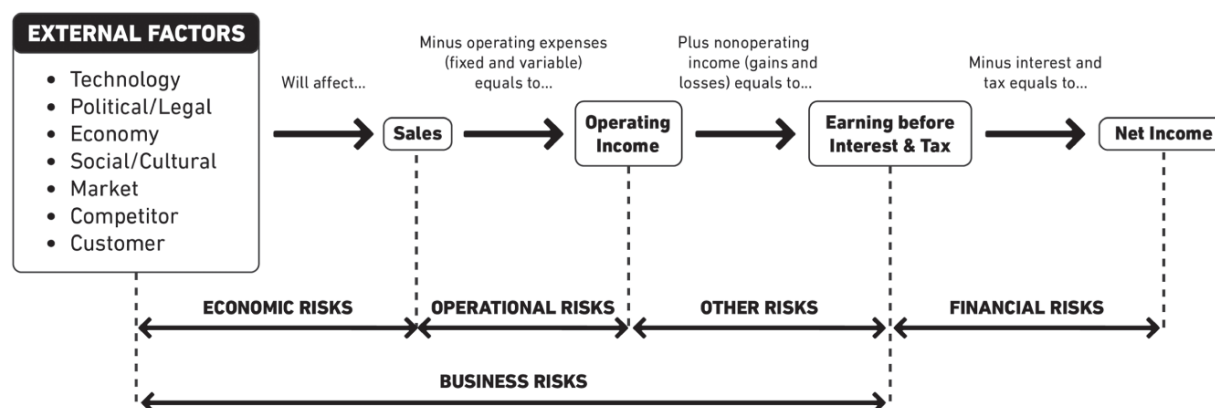 EXTERNAL FACTORS
• Technology
• Political/Legal
• Economy
• Social/Cultural
• Market
• Competitor
• Customer
Will affect...
Sales
Minus operating expenses
(fixed and variable)
equals to...
Operating
Income
Plus nonoperating
income (gains and
losses) equals to...
Earning before
Interest & Tax
Minus interest and
tax equals to...
Net Income
ECONOMIC RISKS
OPERATIONAL RISKS
OTHER RISKS
FINANCIAL RISKS
BUSINESS RISKS